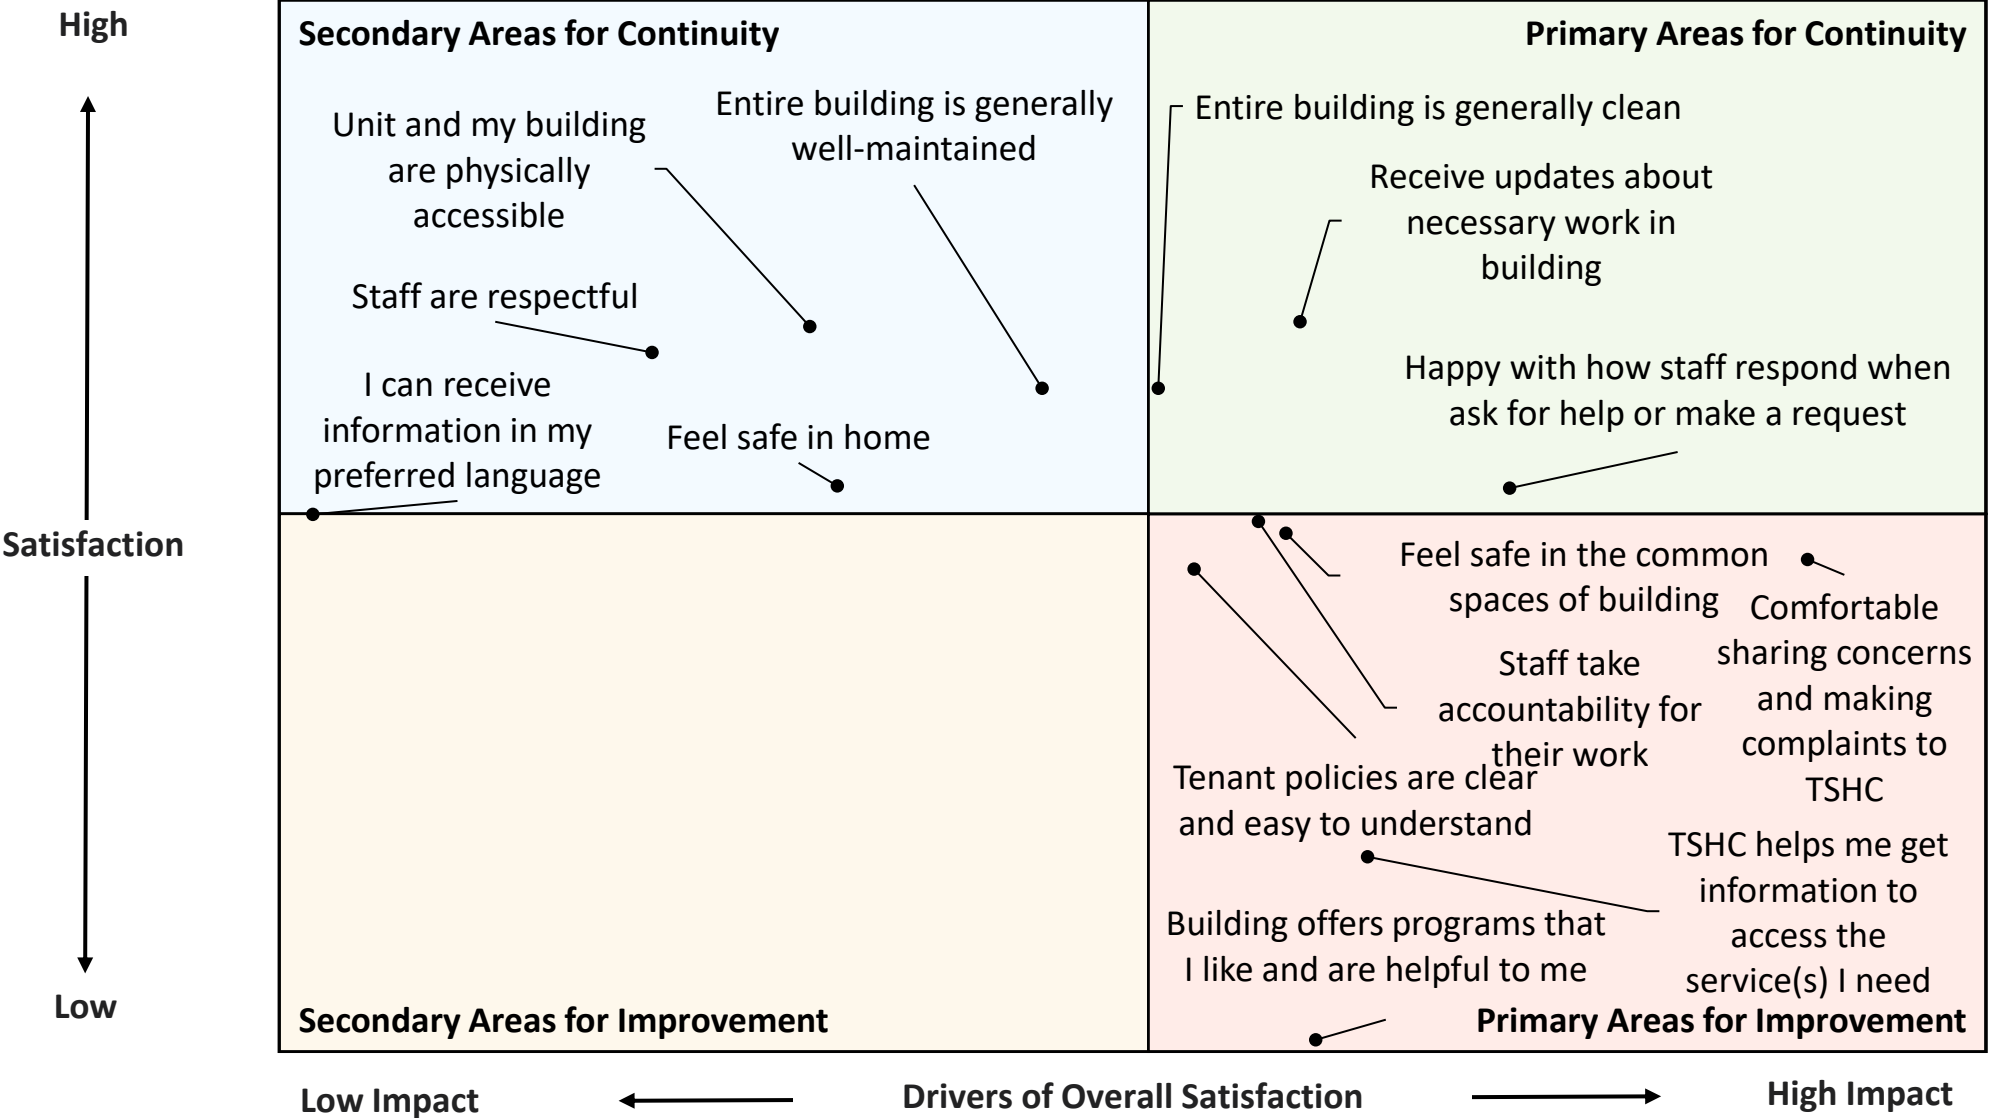 High
Satisfaction
Low
Secondary Areas for Continuity
Unit and my building
are physically
accessible
Entire building is generally
well-maintained
Staff are respectful
I can receive
information in my
preferred language
Feel safe in home
Primary Areas for Continuity
Entire building is generally clean
Receive updates about
necessary work in
building
Happy with how staff respond when
ask for help or make a request
Secondary Areas for Improvement
Feel safe in the common
spaces of building
Comfortable
sharing concerns
and making
complaints to
TSHC
Staff take
accountability for
their work
Tenant policies are clear
and easy to understand
TSHC helps me get
information to
access the
service(s) I need
Building offers programs that
I like and are helpful to me
Primary Areas for Improvement
Low Impact
Drivers of Overall Satisfaction
High Impact